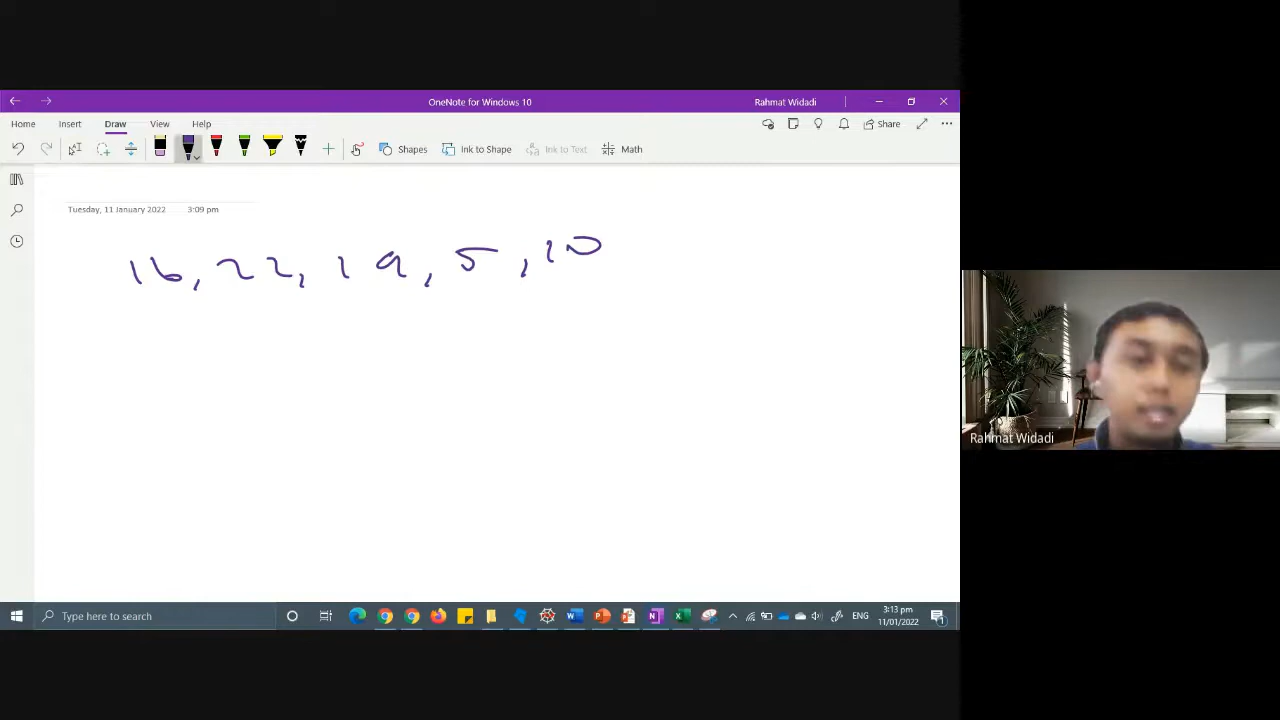 OneNote for Windows 10
Rahmat Widadi
Home Insert Draw View Help
Share
Shapes Ink to Shape Ink to Text Math
Tuesday, 11 January 2022 3:09 pm
16, 22, 19, 5, 10
Rahmat Widadi
Type here to search
ENG
3:13 pm
11/01/2022